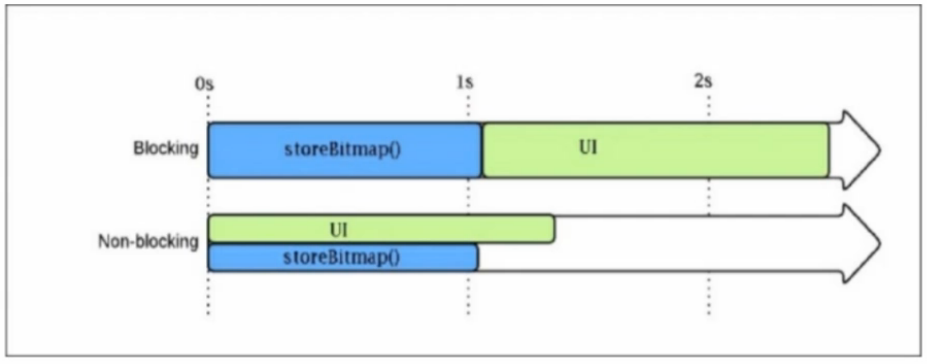 0s 1s 2s
Blocking storeBitmap() UI
Non-blocking UI
storeBitmap()